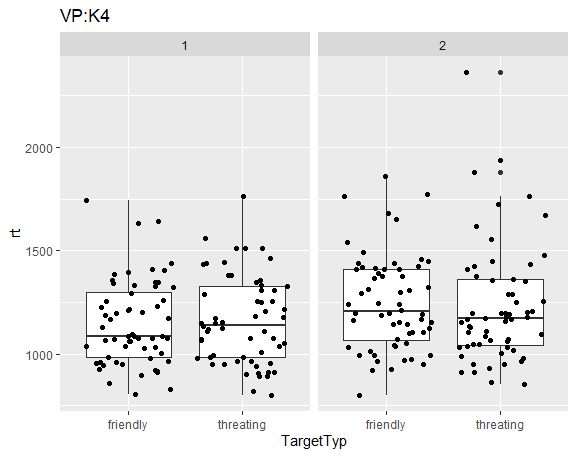 VP:K4
1 2
rt
2000
1500
1000
friendly threating friendly threating
TargetTyp